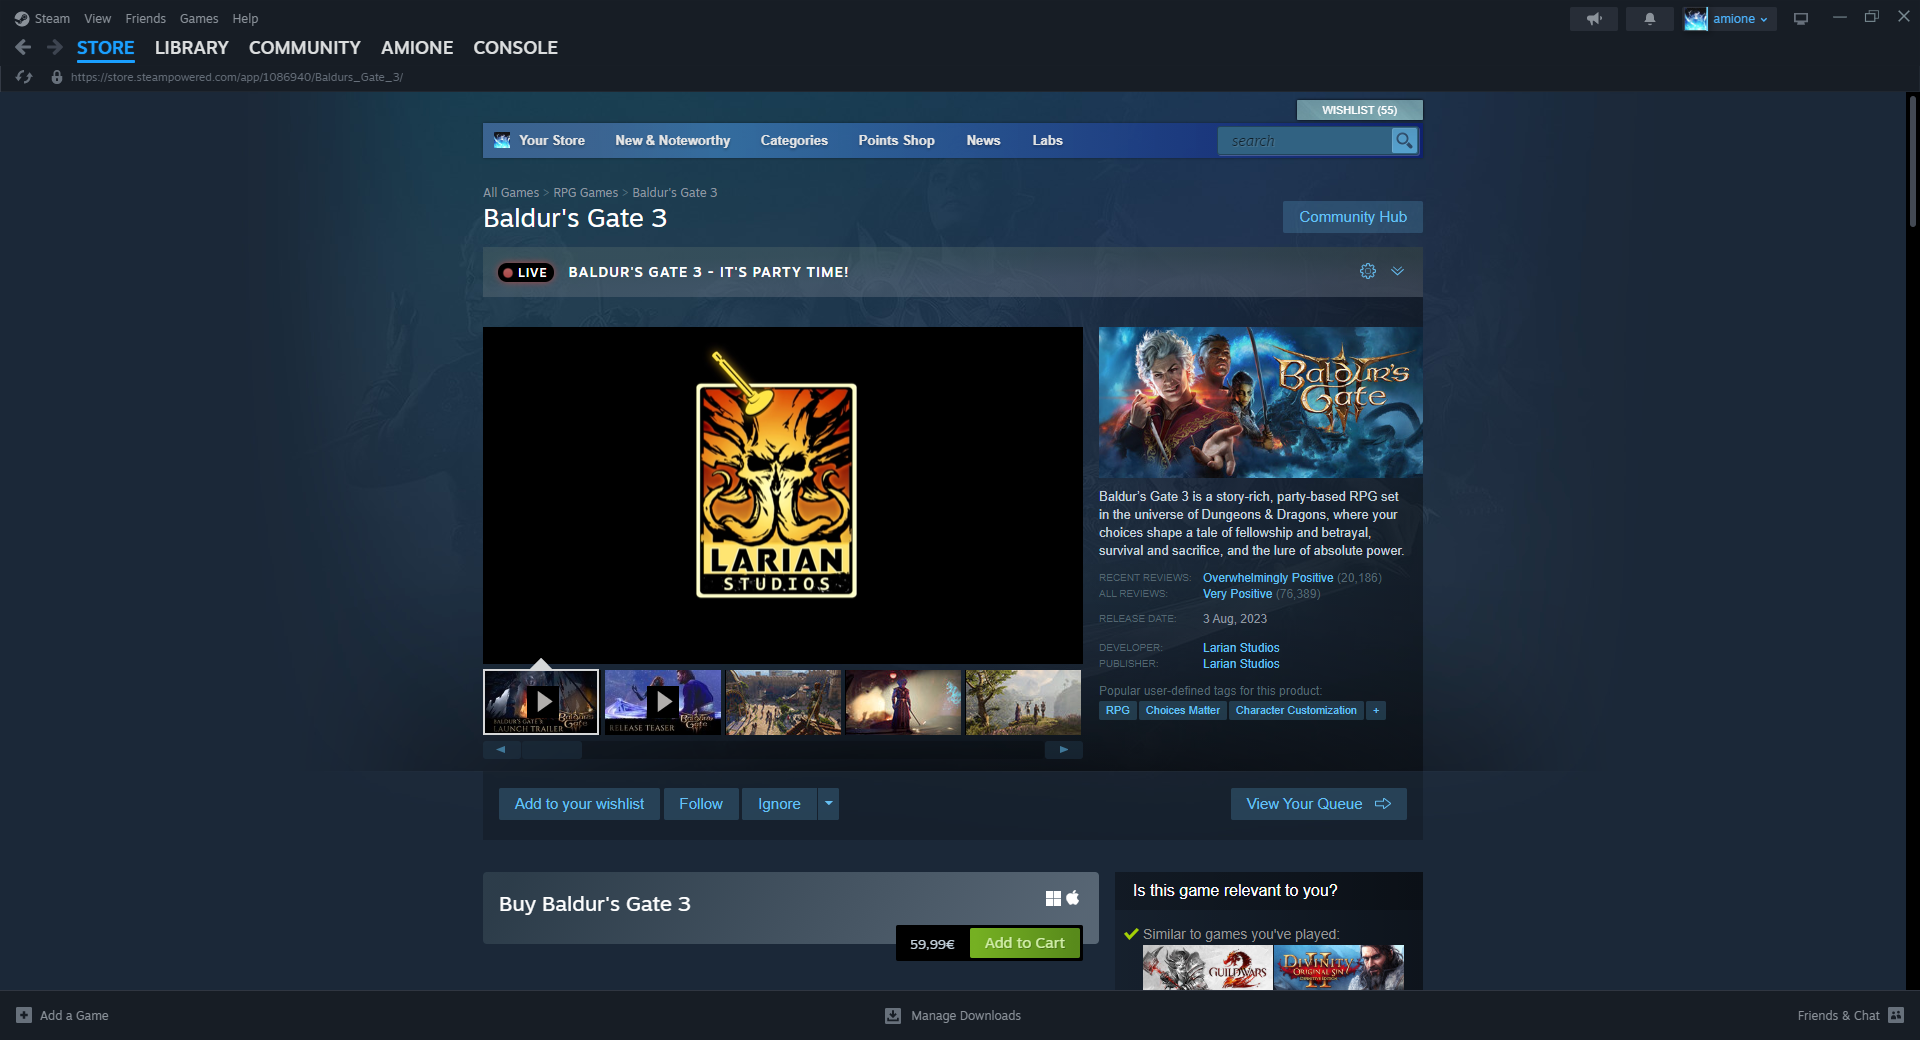 Steam View Friends Games Help
amione
STORE LIBRARY COMMUNITY AMIONE CONSOLE
https://store.steampowered.com/app/1086940/Baldurs_Gate_3/
WISHLIST (55)
Your Store New & Noteworthy Categories Points Shop News Labs search
All Games > RPG Games > Baldur's Gate 3
Baldur's Gate 3
Community Hub
LIVE BALDUR'S GATE 3 - IT'S PARTY TIME!
LARIAN
STUDIOS
Baldur's
Gate
Baldur's Gate 3 is a story-rich, party-based RPG set
in the universe of Dungeons & Dragons, where your
choices shape a tale of fellowship and betrayal,
survival and sacrifice, and the lure of absolute power.
RECENT REVIEWS: Overwhelmingly Positive (20,186)
ALL REVIEWS: Very Positive (76,389)
RELEASE DATE: 3 Aug, 2023
DEVELOPER: Larian Studios
PUBLISHER: Larian Studios
Popular user-defined tags for this product:
RPG Choices Matter Character Customization +
BALDUR'S GATE 3
LAUNCH TRAILER
Baldur's
Gate
RELEASE TEASER
Baldur's
Gate
Add to your wishlist Follow Ignore View Your Queue
Buy Baldur's Gate 3
59,99€ Add to Cart
Is this game relevant to you?
Similar to games you've played:
GUILD WARS
2
DIVINITY
ORIGINAL SIN
II
Add a Game Manage Downloads Friends & Chat